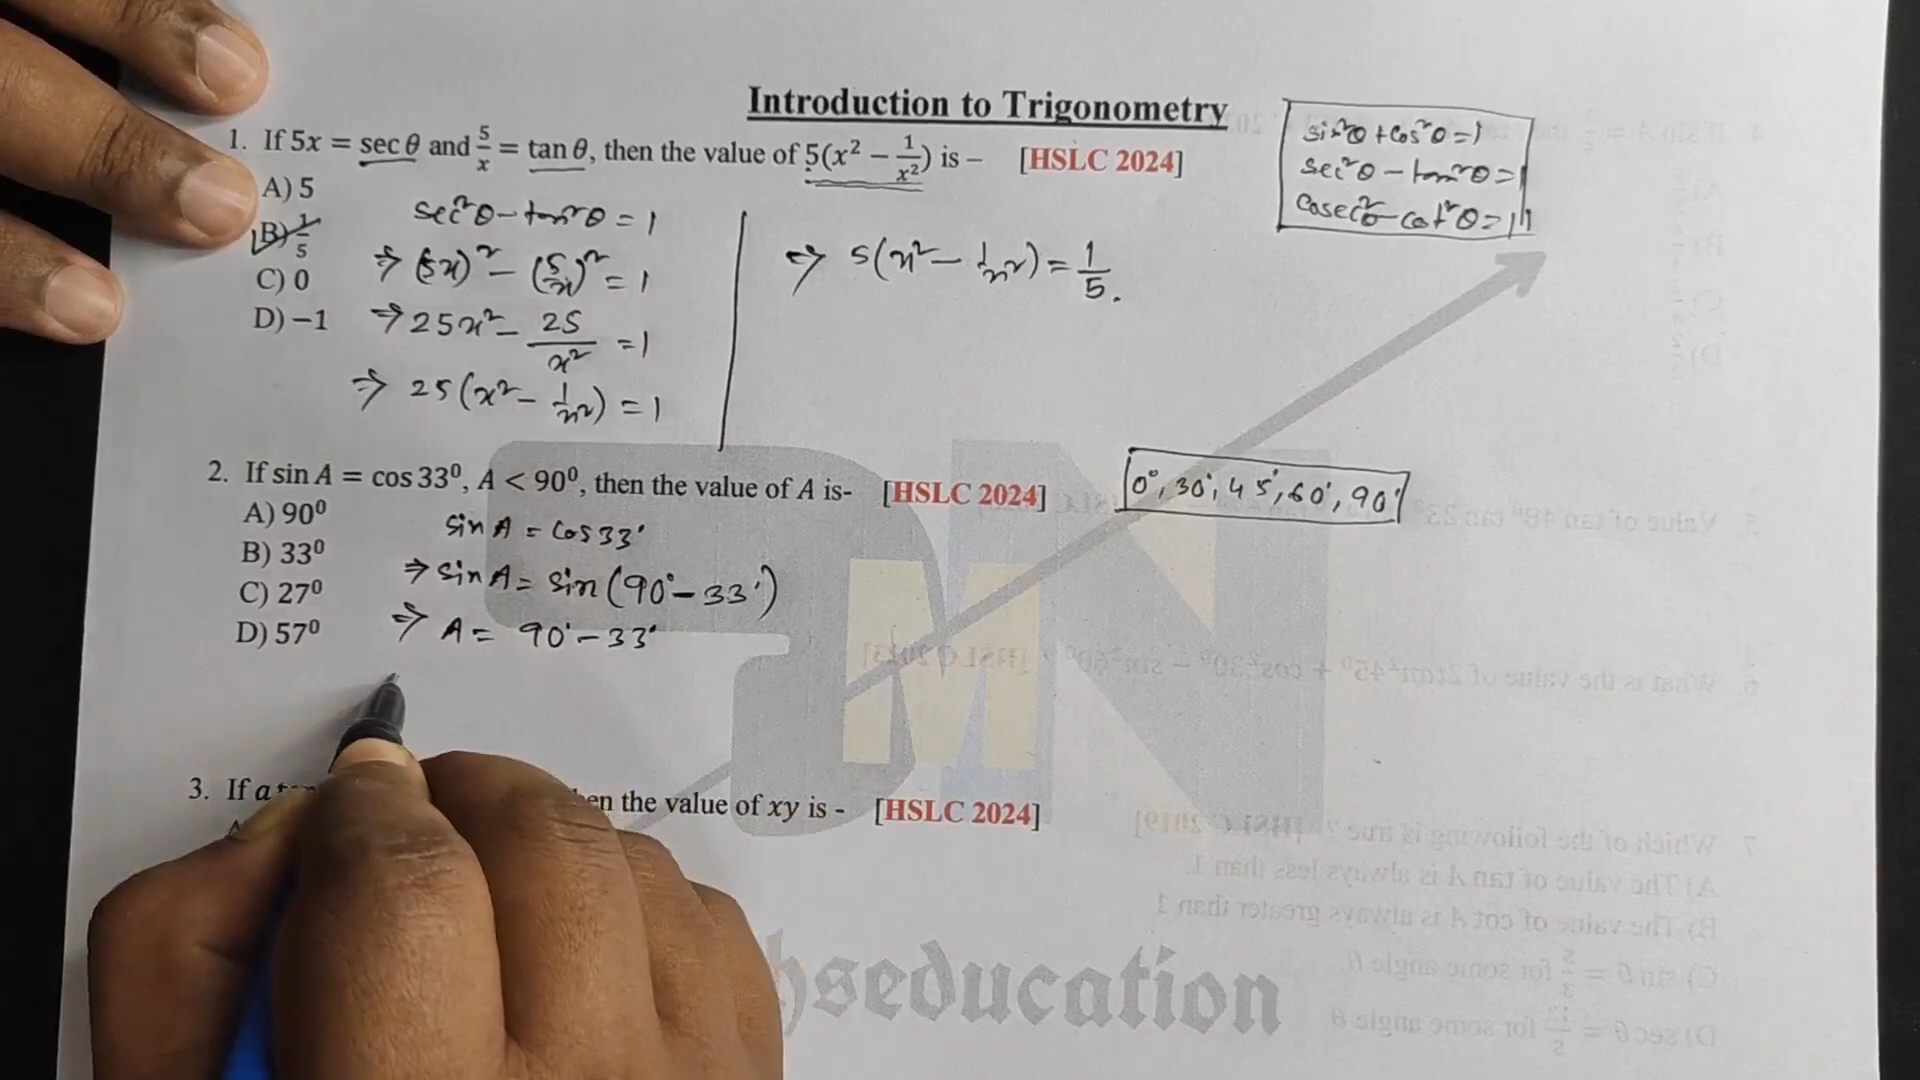 Introduction to Trigonometry
1. If 5x = sec θ and 5/x = tan θ, then the value of 5(x² − 1/x²) is – [HSLC 2024]
A) 5
B) 1/5
C) 0
D) −1
sec²θ − tan²θ = 1
⇒ (5x)² − (5/x)² = 1
⇒ 25x² − 25/x² = 1
⇒ 25(x² − 1/x²) = 1
⇒ 5(x² − 1/x²) = 1/5.
sin²θ + cos²θ = 1
sec²θ − tan²θ = 1
cosec²θ − cot²θ = 1
2. If sin A = cos 33⁰, A < 90⁰, then the value of A is- [HSLC 2024]
0°, 30°, 45°, 60°, 90°
A) 90⁰
B) 33⁰
C) 27⁰
D) 57⁰
sin A = cos 33°
⇒ sin A = sin (90° − 33°)
⇒ A = 90° − 33°
3. If a then the value of xy is - [HSLC 2024]
hseducation